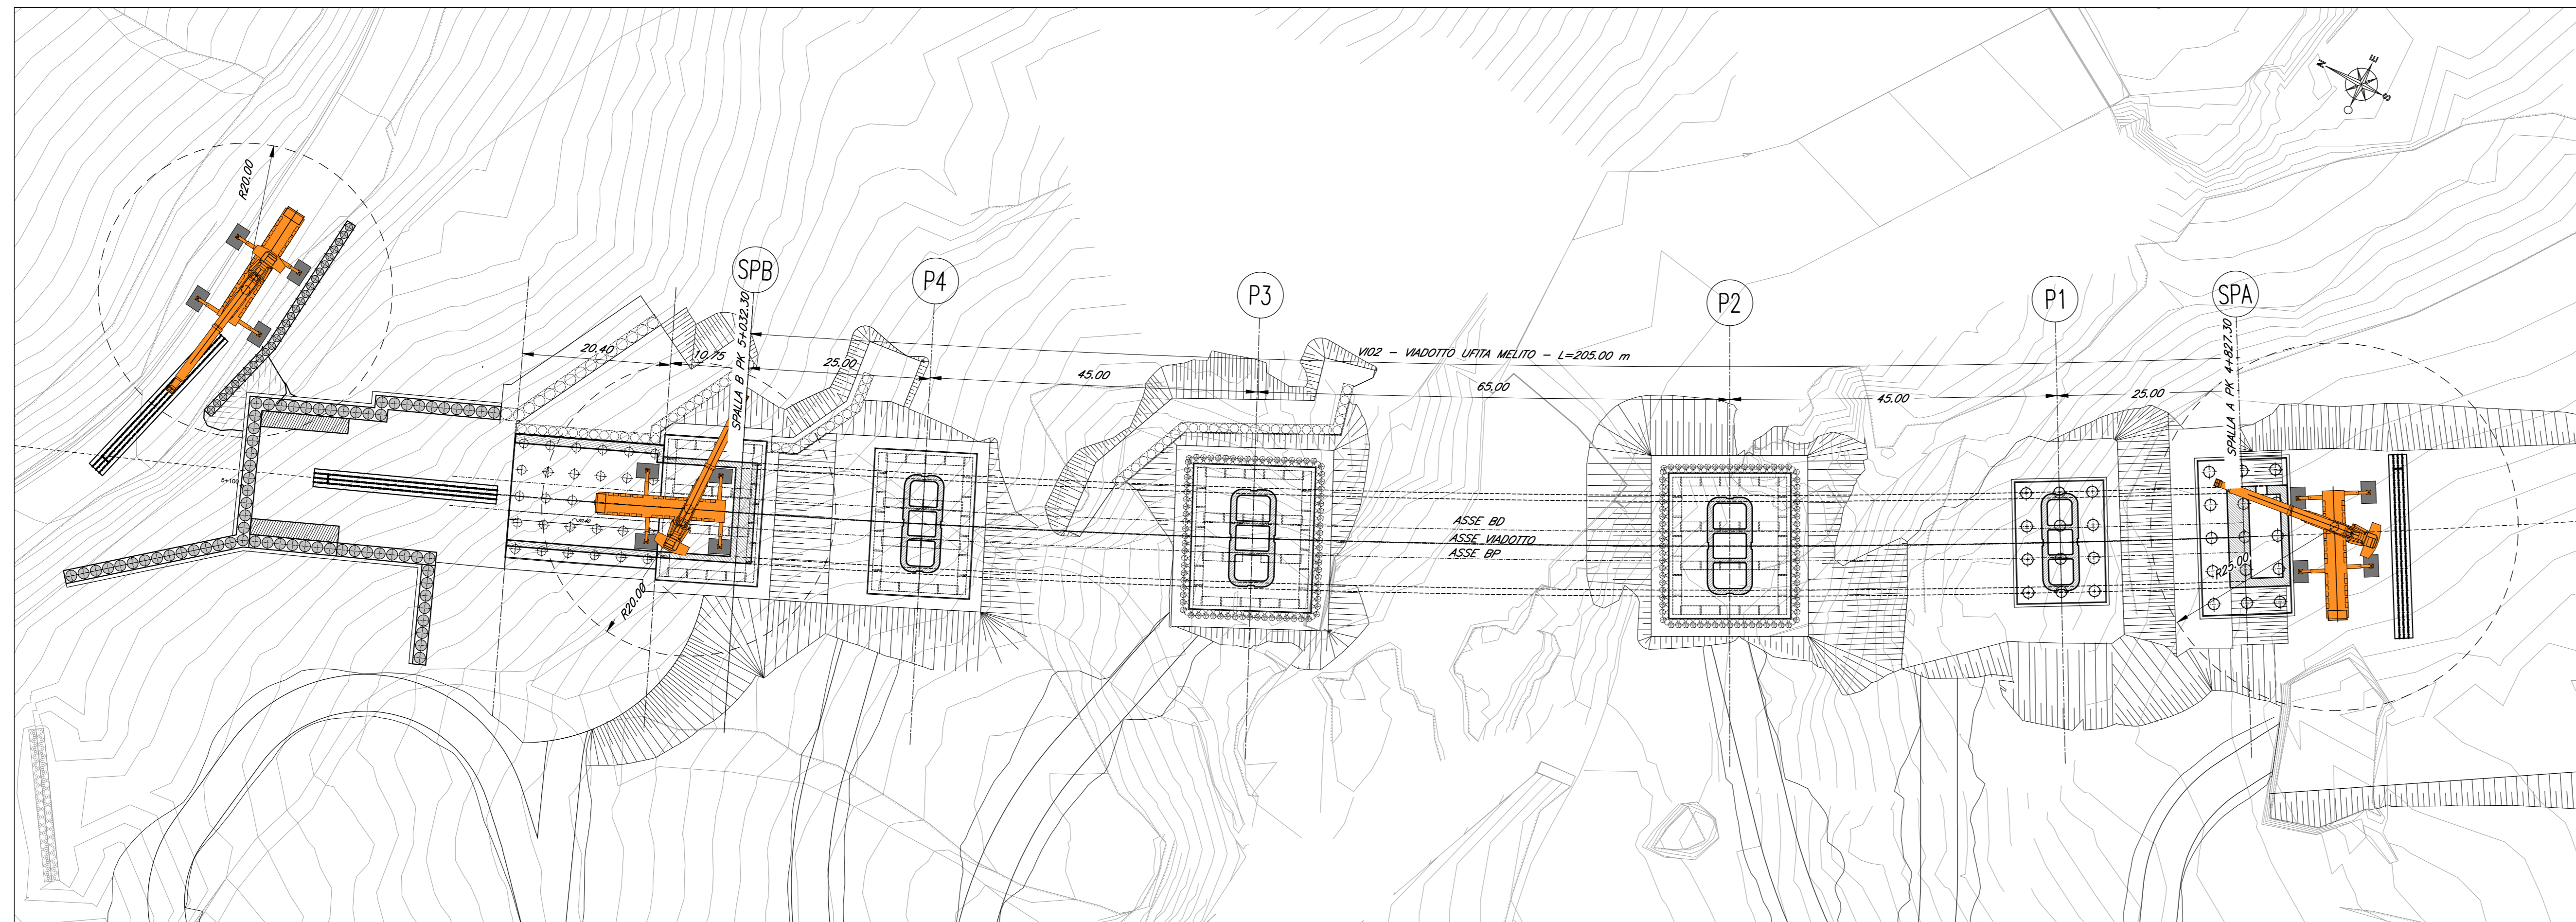 N
E
S
R20.00
SPB
P4
P3
P2
P1
SPA
SPALLA B PK 5+032.30
SPALLA A PK 4+827.30
VI02 - VIADOTTO UFITA MELITO - L=205.00 m
20.40
10.75
25.00
45.00
65.00
45.00
25.00
5+100
ASSE BD
ASSE VIADOTTO
ASSE BP
R25.00
R20.00